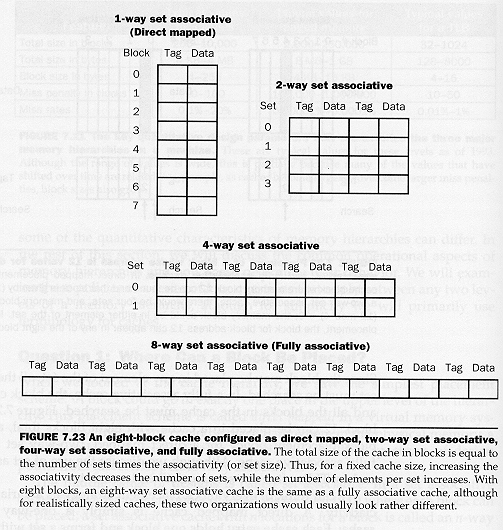 1-way set associative
(Direct mapped)
Block Tag Data
0
1
2
3
4
5
6
7
2-way set associative
Set Tag Data Tag Data
0
1
2
3
4-way set associative
Set Tag Data Tag Data Tag Data Tag Data
0
1
8-way set associative (Fully associative)
Tag Data Tag Data Tag Data Tag Data Tag Data Tag Data Tag Data Tag Data
FIGURE 7.23 An eight-block cache configured as direct mapped, two-way set associative,
four-way set associative, and fully associative. The total size of the cache in blocks is equal to
the number of sets times the associativity (or set size). Thus, for a fixed cache size, increasing the
associativity decreases the number of sets, while the number of elements per set increases. With
eight blocks, an eight-way set associative cache is the same as a fully associative cache, although
for realistically sized caches, these two organizations would usually look rather different.